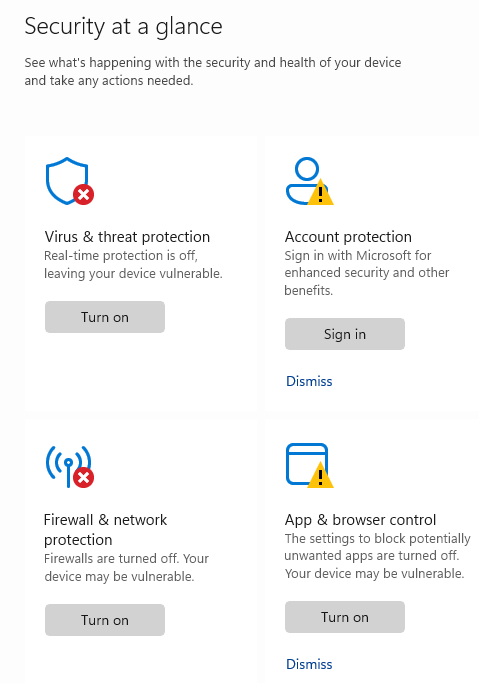 Security at a glance
See what's happening with the security and health of your device
and take any actions needed.
Virus & threat protection
Real-time protection is off,
leaving your device vulnerable.
Turn on
Account protection
Sign in with Microsoft for
enhanced security and other
benefits.
Sign in
Dismiss
Firewall & network
protection
Firewalls are turned off. Your
device may be vulnerable.
Turn on
App & browser control
The settings to block potentially
unwanted apps are turned off.
Your device may be vulnerable.
Turn on
Dismiss